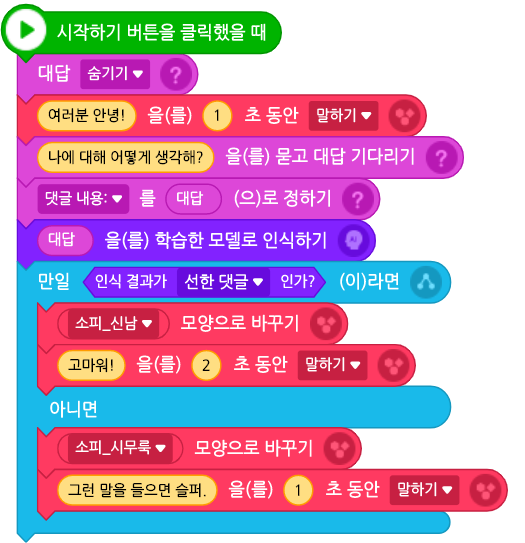 시작하기 버튼을 클릭했을 때
대답 숨기기 ?
여러분 안녕! 을(를) 1 초 동안 말하기
나에 대해 어떻게 생각해? 을(를) 묻고 대답 기다리기 ?
댓글 내용: 를 대답 (으)로 정하기 ?
대답 을(를) 학습한 모델로 인식하기 AI
만일 인식 결과가 선한 댓글 인가? (이)라면
소피_신남 모양으로 바꾸기
고마워! 을(를) 2 초 동안 말하기
아니면
소피_시무룩 모양으로 바꾸기
그런 말을 들으면 슬퍼. 을(를) 1 초 동안 말하기